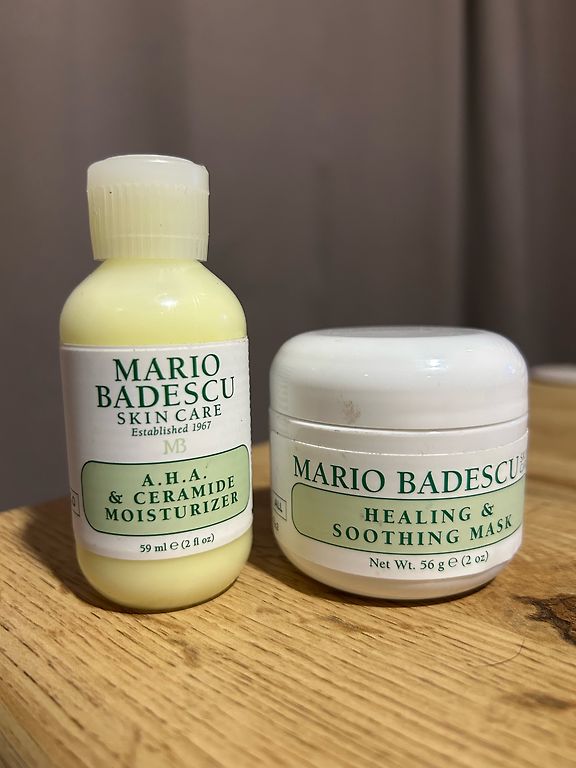 MARIO
BADESCU
SKIN CARE
Established 1967
MB
A.H.A.
& CERAMIDE
MOISTURIZER
59 ml ℮ (2 fl oz)
MARIO BADESCU
HEALING &
SOOTHING MASK
Net Wt. 56 g ℮ (2 oz)